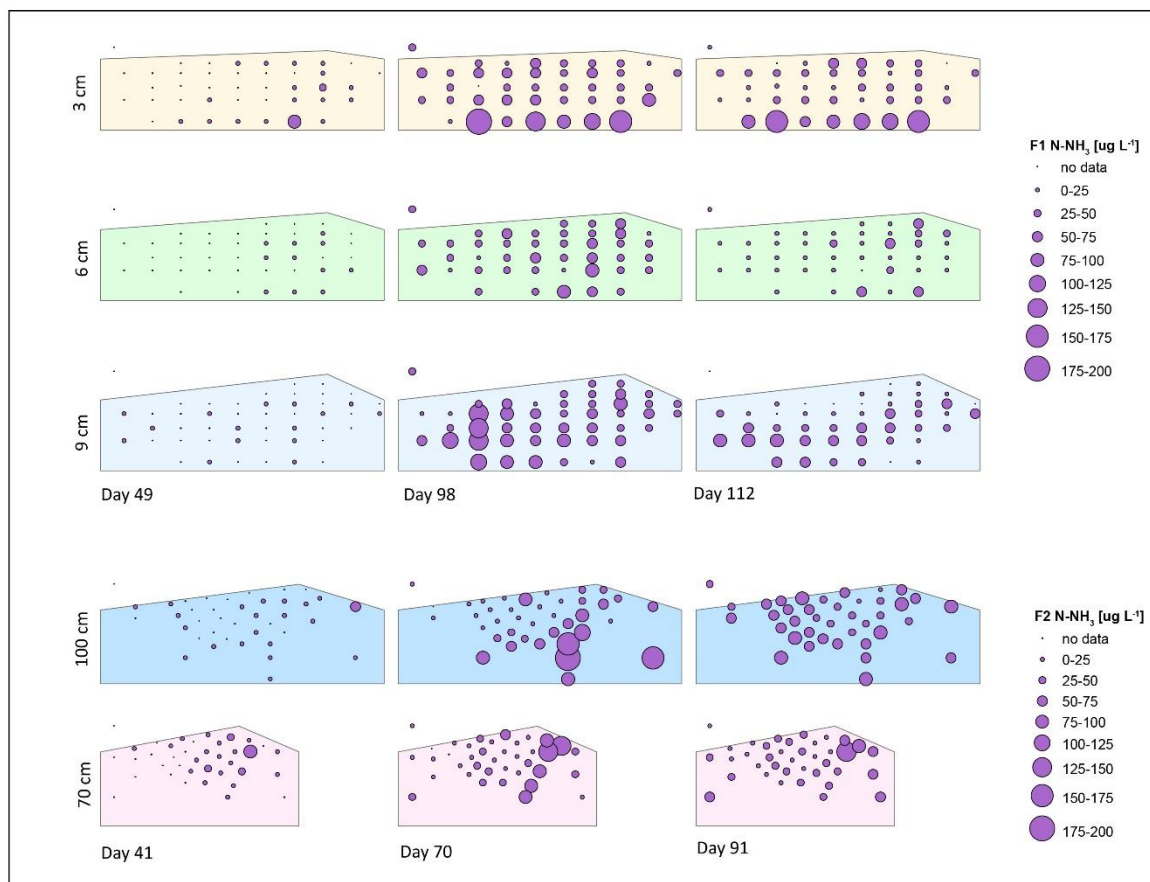 3 cm
6 cm
9 cm
Day 49
Day 98
Day 112
F1 N-NH₃ [ug L⁻¹]
no data
0-25
25-50
50-75
75-100
100-125
125-150
150-175
175-200
100 cm
70 cm
Day 41
Day 70
Day 91
F2 N-NH₃ [ug L⁻¹]
no data
0-25
25-50
50-75
75-100
100-125
125-150
150-175
175-200